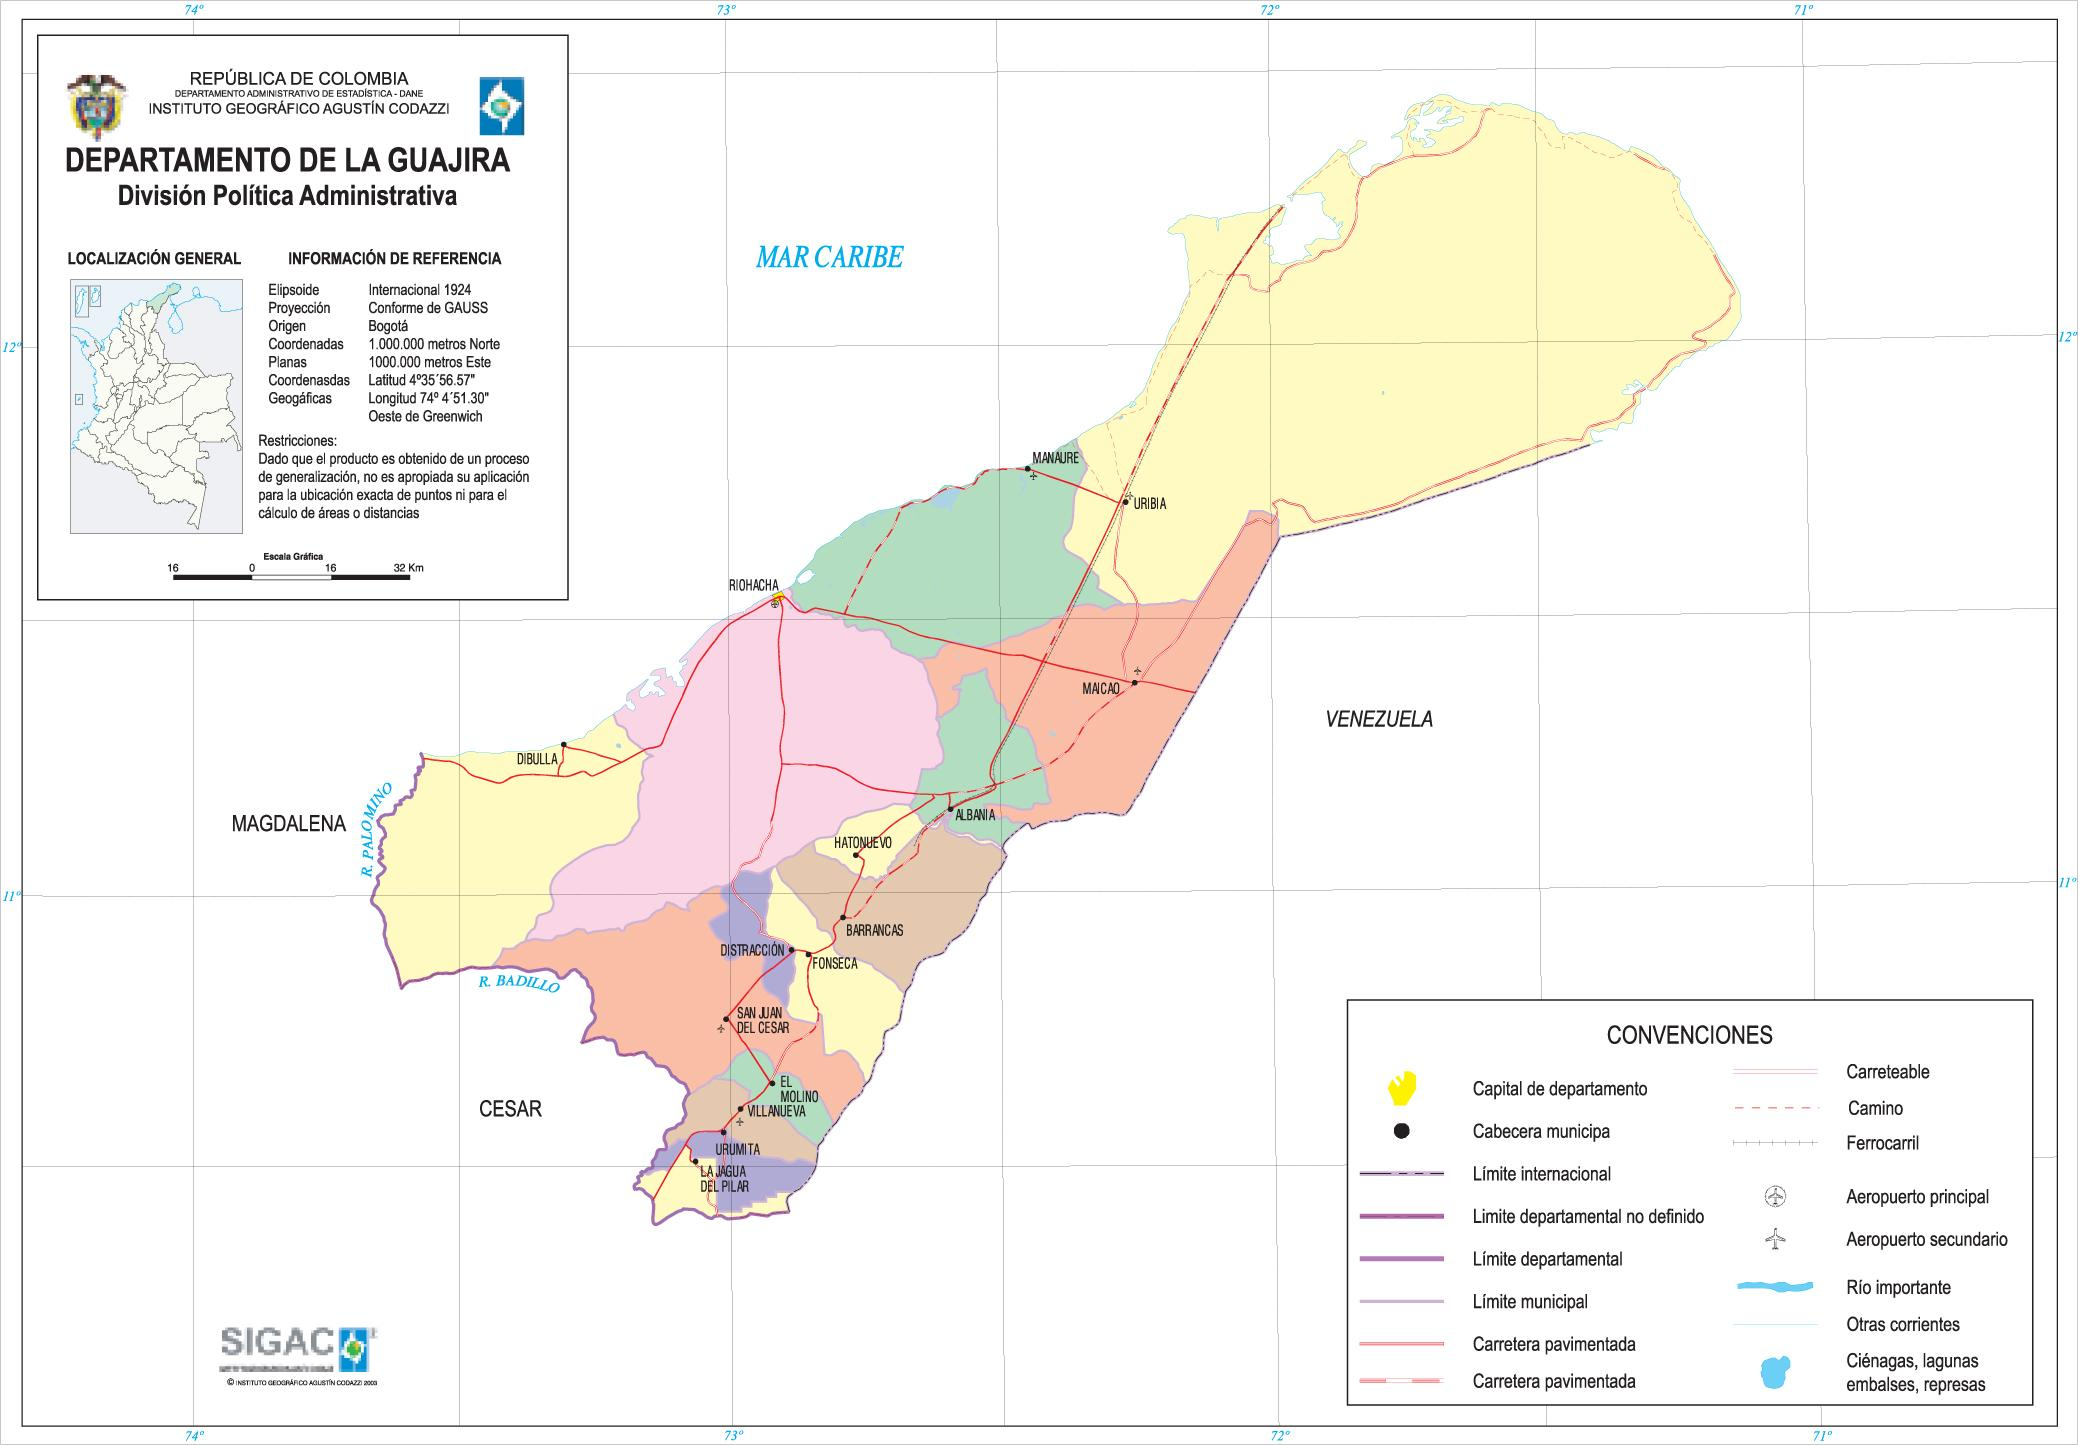 74º 73º 72º 71º
REPÚBLICA DE COLOMBIA
DEPARTAMENTO ADMINISTRATIVO DE ESTADÍSTICA - DANE
INSTITUTO GEOGRÁFICO AGUSTÍN CODAZZI
DEPARTAMENTO DE LA GUAJIRA
División Política Administrativa
LOCALIZACIÓN GENERAL
INFORMACIÓN DE REFERENCIA
Elipsoide Internacional 1924
Proyección Conforme de GAUSS
Origen Bogotá
Coordenadas 1.000.000 metros Norte
Planas 1000.000 metros Este
Coordenasdas Latitud 4º35´56.57"
Geogáficas Longitud 74º 4´51.30"
Oeste de Greenwich
Restricciones:
Dado que el producto es obtenido de un proceso
de generalización, no es apropiada su aplicación
para la ubicación exacta de puntos ni para el
cálculo de áreas o distancias
Escala Gráfica
16 0 16 32 Km
MAR CARIBE
12º
12º
MANAURE
URIBIA
RIOHACHA
MAICAO
VENEZUELA
DIBULLA
R. PALOMINO
MAGDALENA
ALBANIA
HATONUEVO
11º
11º
BARRANCAS
DISTRACCIÓN
FONSECA
R. BADILLO
SAN JUAN
DEL CESAR
CESAR
EL
MOLINO
VILLANUEVA
URUMITA
LA JAGUA
DEL PILAR
CONVENCIONES
Capital de departamento
Cabecera municipa
Límite internacional
Limite departamental no definido
Límite departamental
Límite municipal
Carretera pavimentada
Carretera pavimentada
Carreteable
Camino
Ferrocarril
Aeropuerto principal
Aeropuerto secundario
Río importante
Otras corrientes
Ciénagas, lagunas
embalses, represas
SIGAC
© INSTITUTO GEOGRÁFICO AGUSTÍN CODAZZI 2003
74º 73º 72º 71º